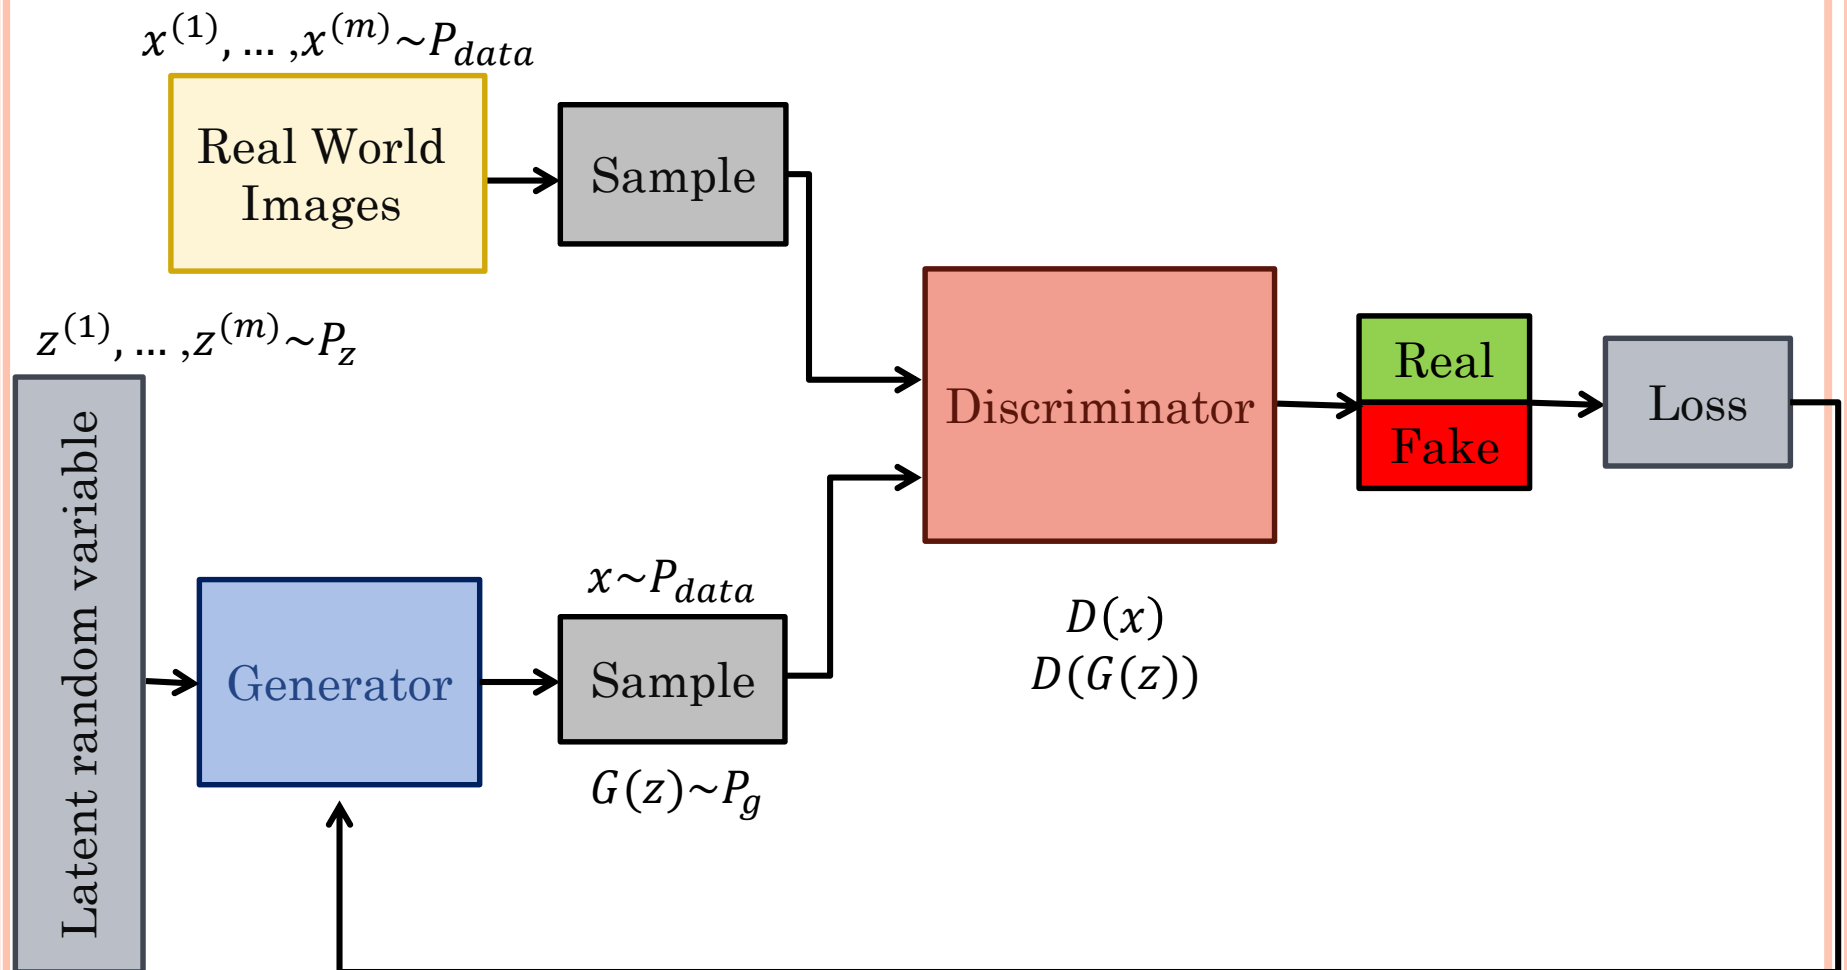 x^(1), … ,x^(m)~P_data
Real World
Images
Sample
z^(1), … ,z^(m)~P_z
Latent random variable
Generator
x~P_data
Sample
G(z)~P_g
Discriminator
D(x)
D(G(z))
Real
Fake
Loss